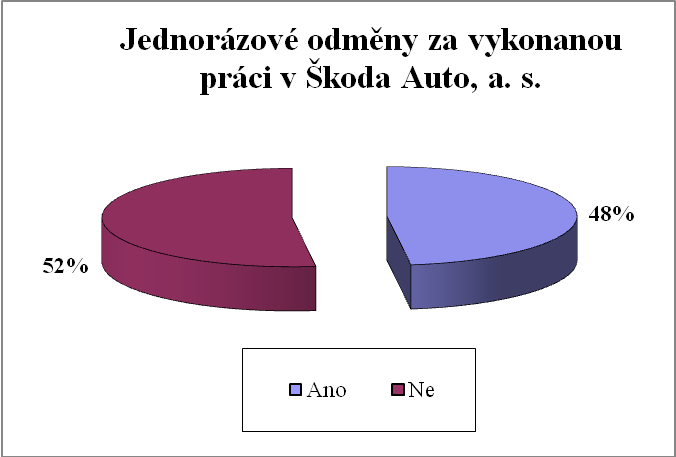 Jednorázové odměny za vykonanou
práci v Škoda Auto, a. s.
48%
52%
Ano Ne